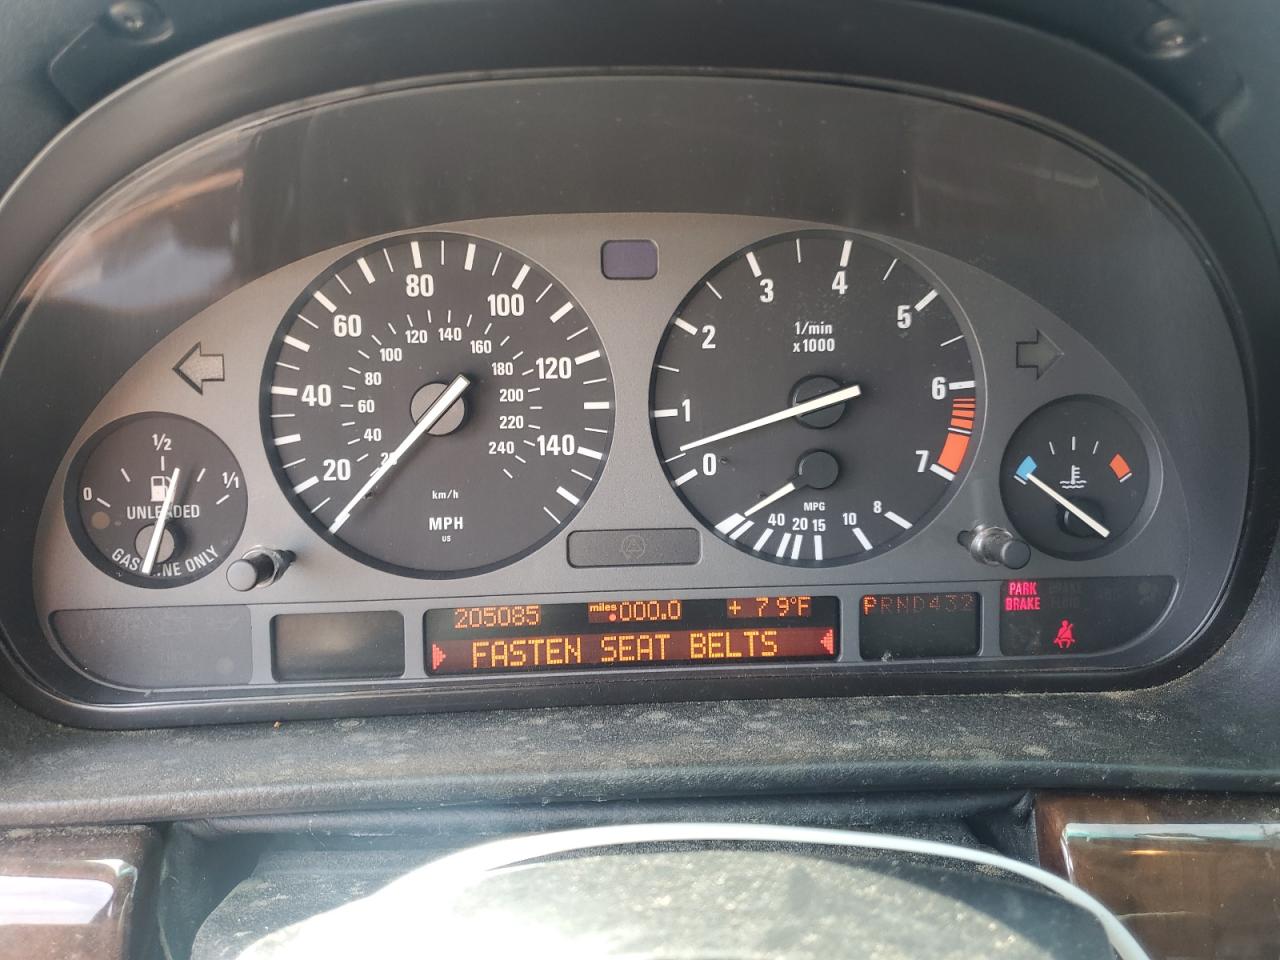 80
60
100
120
140
160
100
180
120
80
40
200
60
220
40
240
140
20
20
km/h
MPH
US
3
4
2
5
1/min
x1000
6
1
0
7
MPG
40 20 15 10 8
1/2
0
1/1
UNLEADED
GASOLINE ONLY
205085 miles 000.0 + 79°F
PRND432
FASTEN SEAT BELTS
PARK
BRAKE